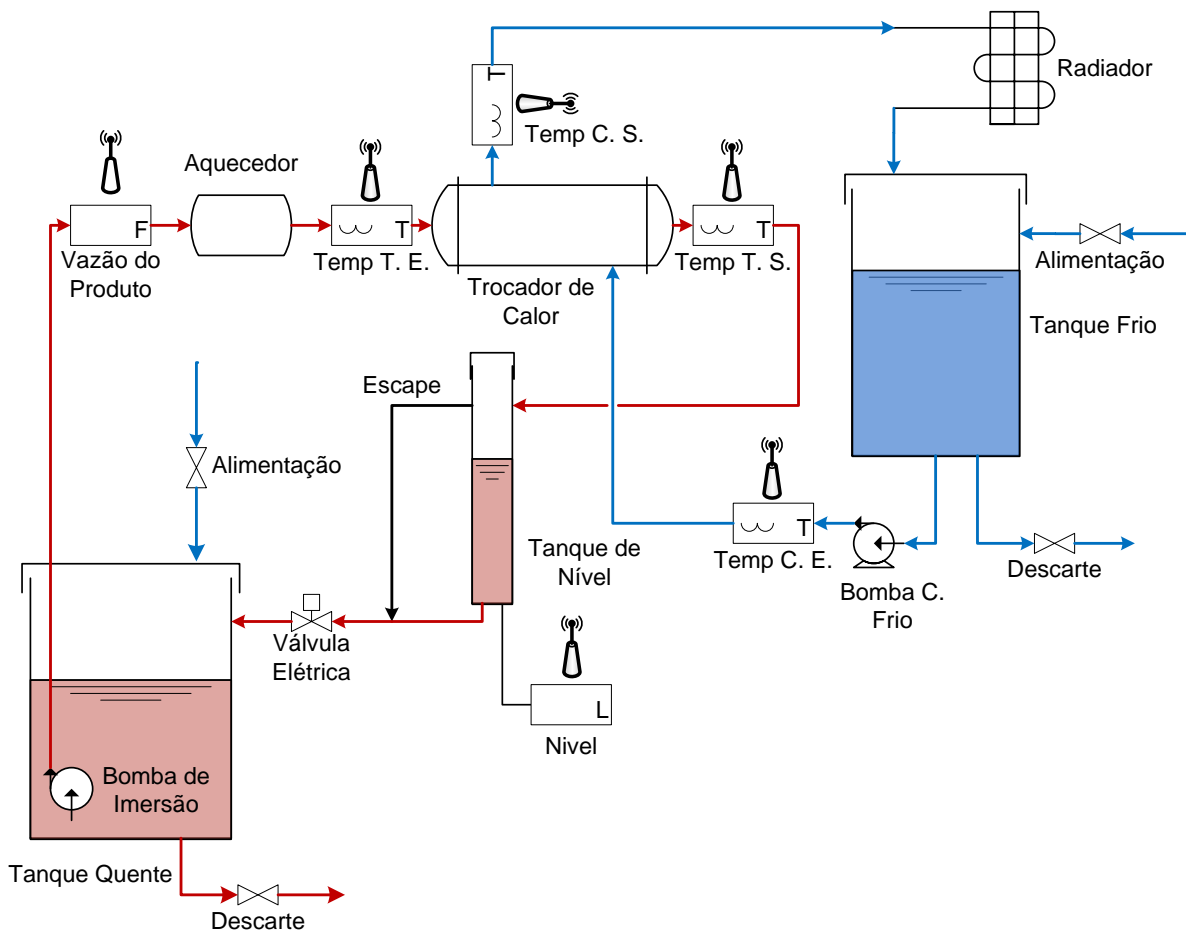 T
Temp C. S.
Radiador
Aquecedor
F
Vazão do
Produto
T
Temp T. E.
Trocador de
Calor
T
Temp T. S.
Alimentação
Tanque Frio
Escape
Alimentação
T
Temp C. E.
Bomba C.
Frio
Descarte
Tanque de
Nível
Válvula
Elétrica
L
Nivel
Bomba de
Imersão
Tanque Quente
Descarte